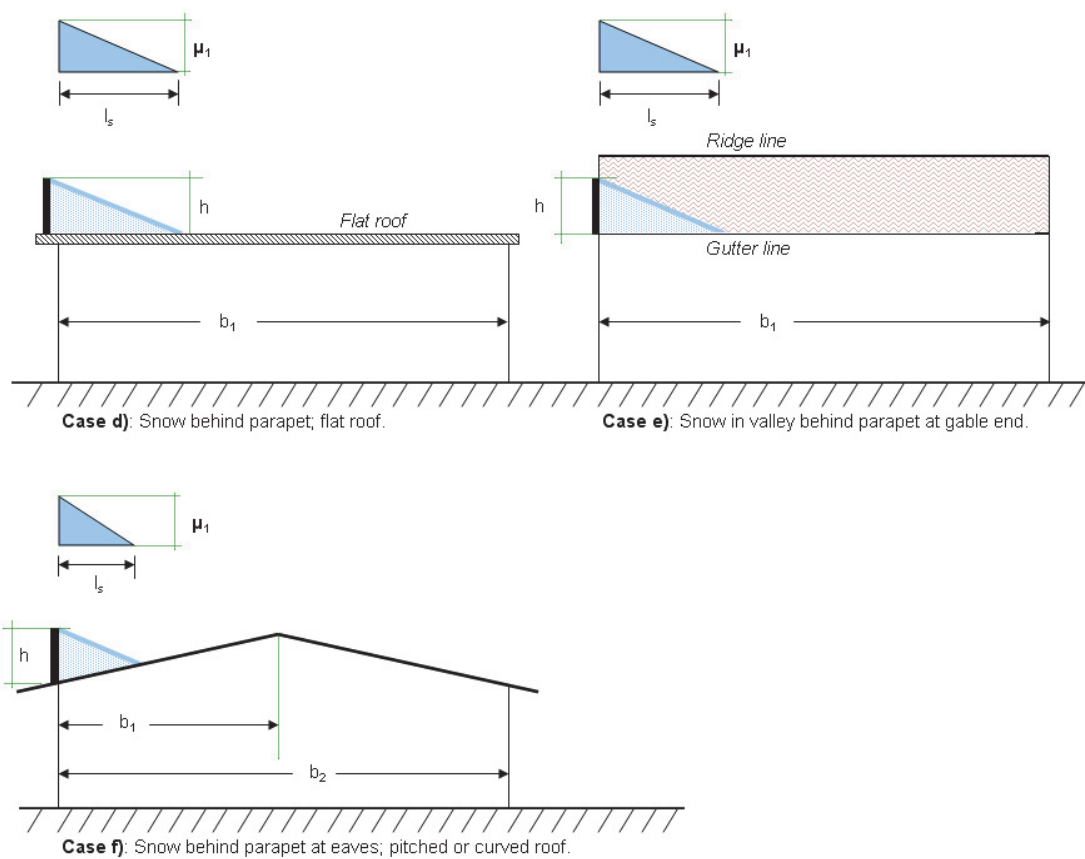 μ₁
lₛ
h
Flat roof
b₁
Case d): Snow behind parapet; flat roof.
μ₁
lₛ
Ridge line
h
Gutter line
b₁
Case e): Snow in valley behind parapet at gable end.
μ₁
lₛ
h
b₁
b₂
Case f): Snow behind parapet at eaves; pitched or curved roof.